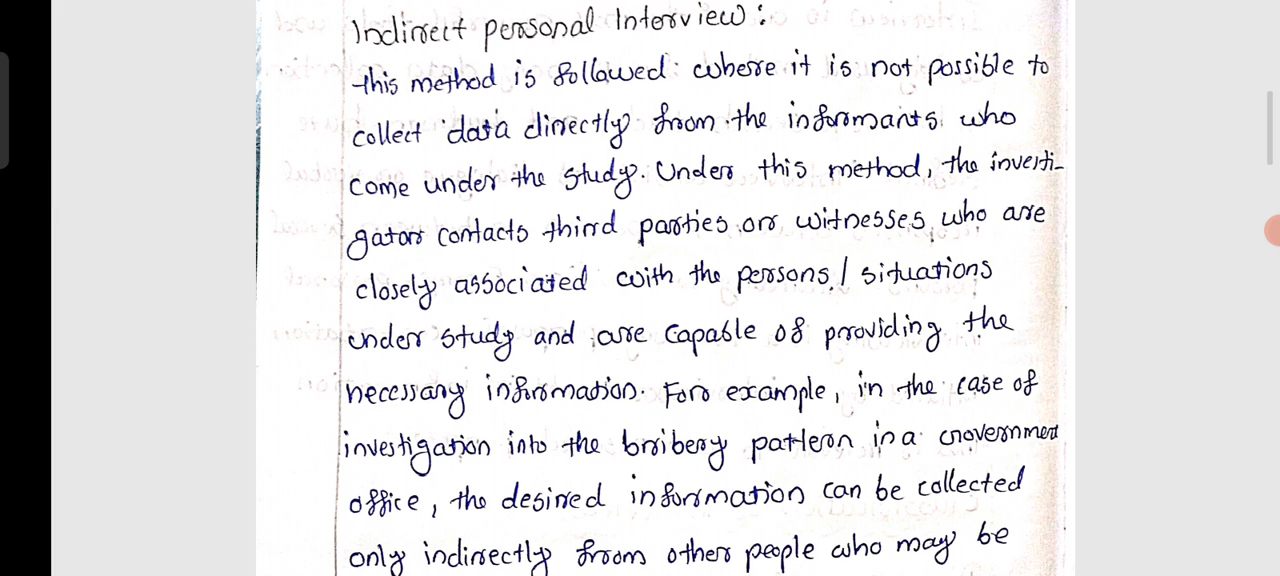 Indirect personal Interview:
this method is followed where it is not possible to
collect data directly from the informants who
come under the study. Under this method, the investi-
gator contacts third parties or witnesses who are
closely associated with the persons/ situations
under study and are capable of providing the
necessary information. For example, in the case of
investigation into the bribery pattern in a Government
office, the desired information can be collected
only indirectly from other people who may be